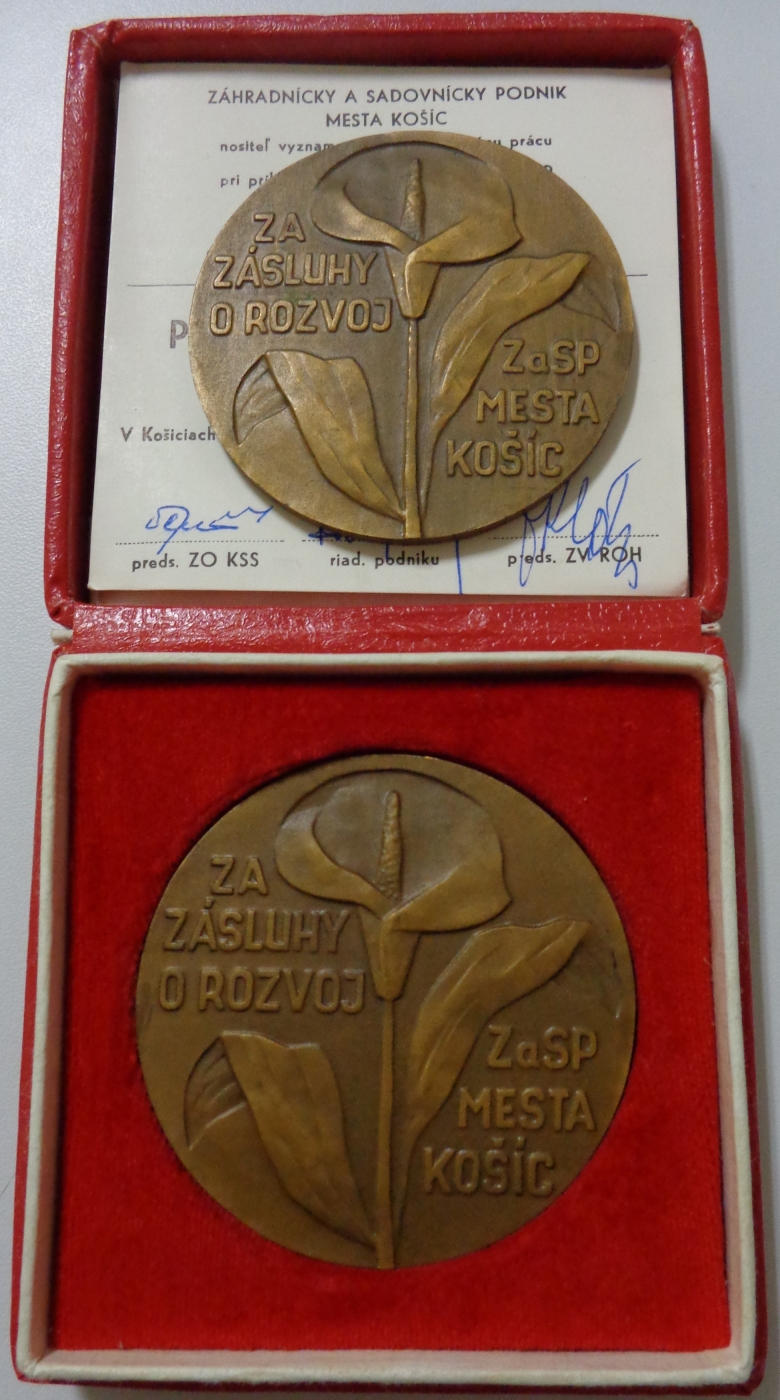 ZÁHRADNÍCKY A SADOVNÍCKY PODNIK
MESTA KOŠÍC
nositeľ vyznam prácu
pri prí
P
V Košiciach
preds. ZO KSS riad. podniku preds. ZV ROH
ZA
ZÁSLUHY
O ROZVOJ
ZaSP
MESTA
KOŠÍC
ZA
ZÁSLUHY
O ROZVOJ
ZaSP
MESTA
KOŠÍC